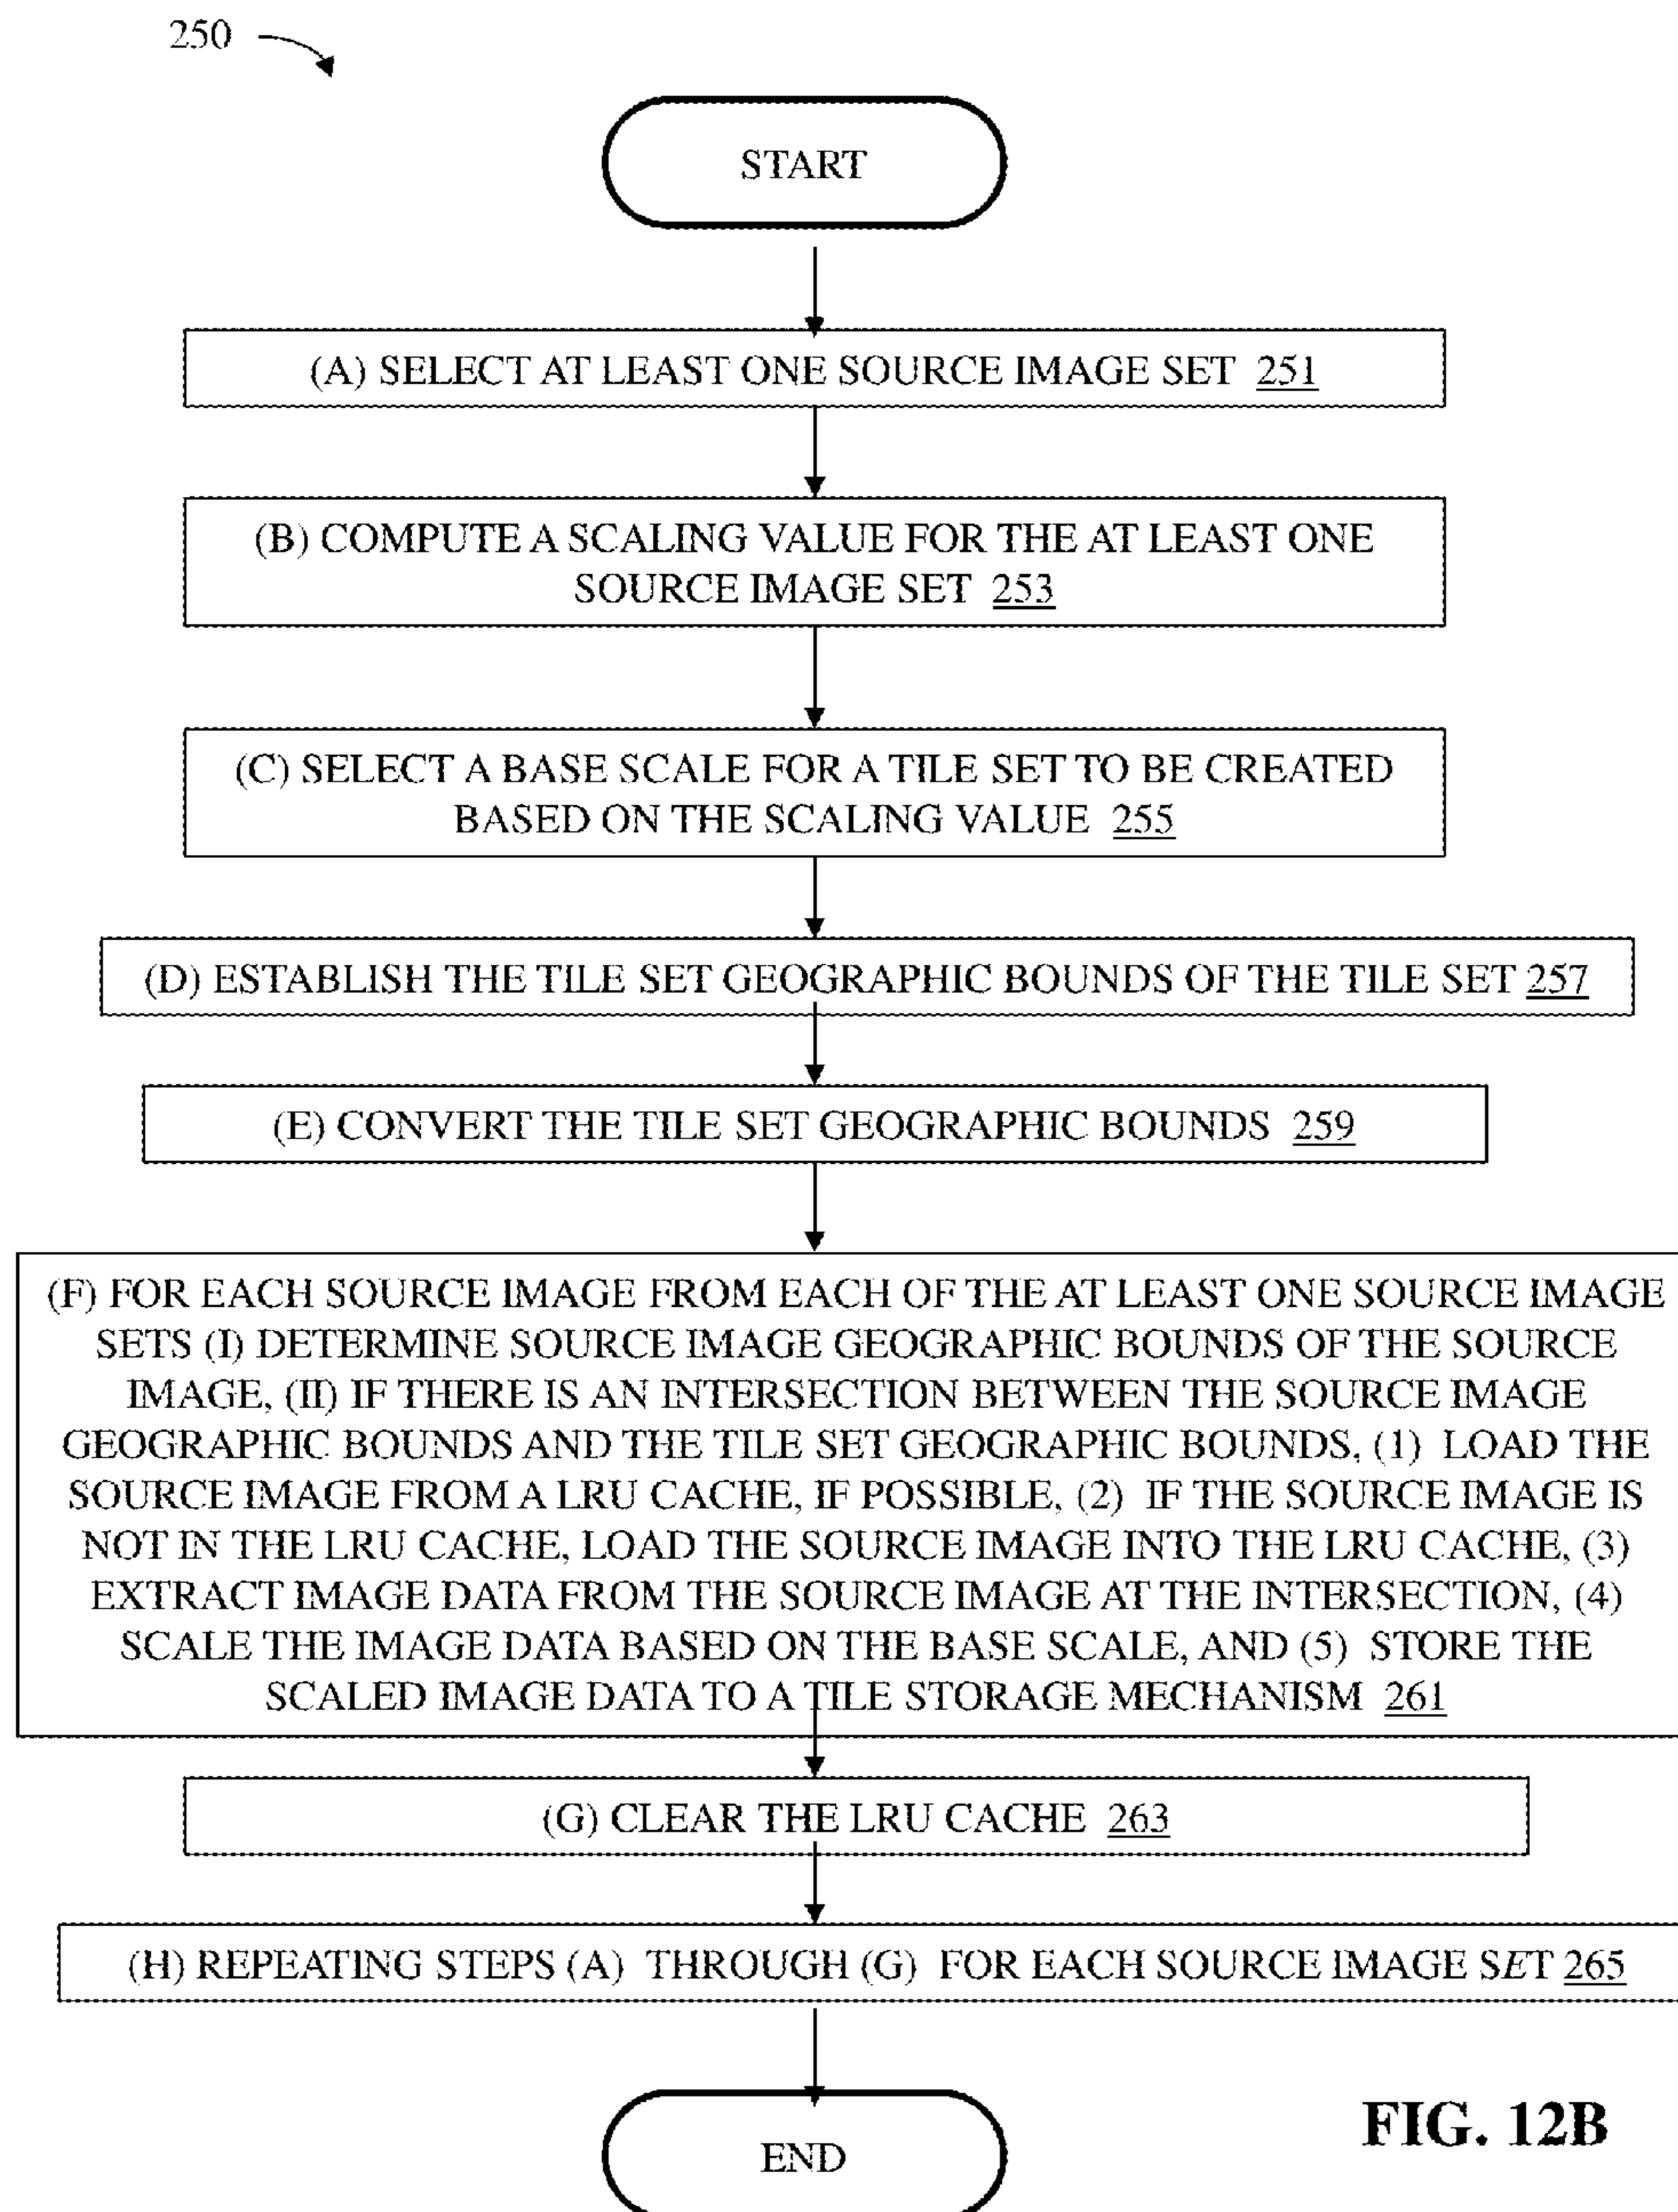 250
START
(A) SELECT AT LEAST ONE SOURCE IMAGE SET 251
(B) COMPUTE A SCALING VALUE FOR THE AT LEAST ONE
SOURCE IMAGE SET 253
(C) SELECT A BASE SCALE FOR A TILE SET TO BE CREATED
BASED ON THE SCALING VALUE 255
(D) ESTABLISH THE TILE SET GEOGRAPHIC BOUNDS OF THE TILE SET 257
(E) CONVERT THE TILE SET GEOGRAPHIC BOUNDS 259
(F) FOR EACH SOURCE IMAGE FROM EACH OF THE AT LEAST ONE SOURCE IMAGE
SETS (I) DETERMINE SOURCE IMAGE GEOGRAPHIC BOUNDS OF THE SOURCE
IMAGE, (II) IF THERE IS AN INTERSECTION BETWEEN THE SOURCE IMAGE
GEOGRAPHIC BOUNDS AND THE TILE SET GEOGRAPHIC BOUNDS, (1) LOAD THE
SOURCE IMAGE FROM A LRU CACHE, IF POSSIBLE, (2) IF THE SOURCE IMAGE IS
NOT IN THE LRU CACHE, LOAD THE SOURCE IMAGE INTO THE LRU CACHE, (3)
EXTRACT IMAGE DATA FROM THE SOURCE IMAGE AT THE INTERSECTION, (4)
SCALE THE IMAGE DATA BASED ON THE BASE SCALE, AND (5) STORE THE
SCALED IMAGE DATA TO A TILE STORAGE MECHANISM 261
(G) CLEAR THE LRU CACHE 263
(H) REPEATING STEPS (A) THROUGH (G) FOR EACH SOURCE IMAGE SET 265
END
FIG. 12B